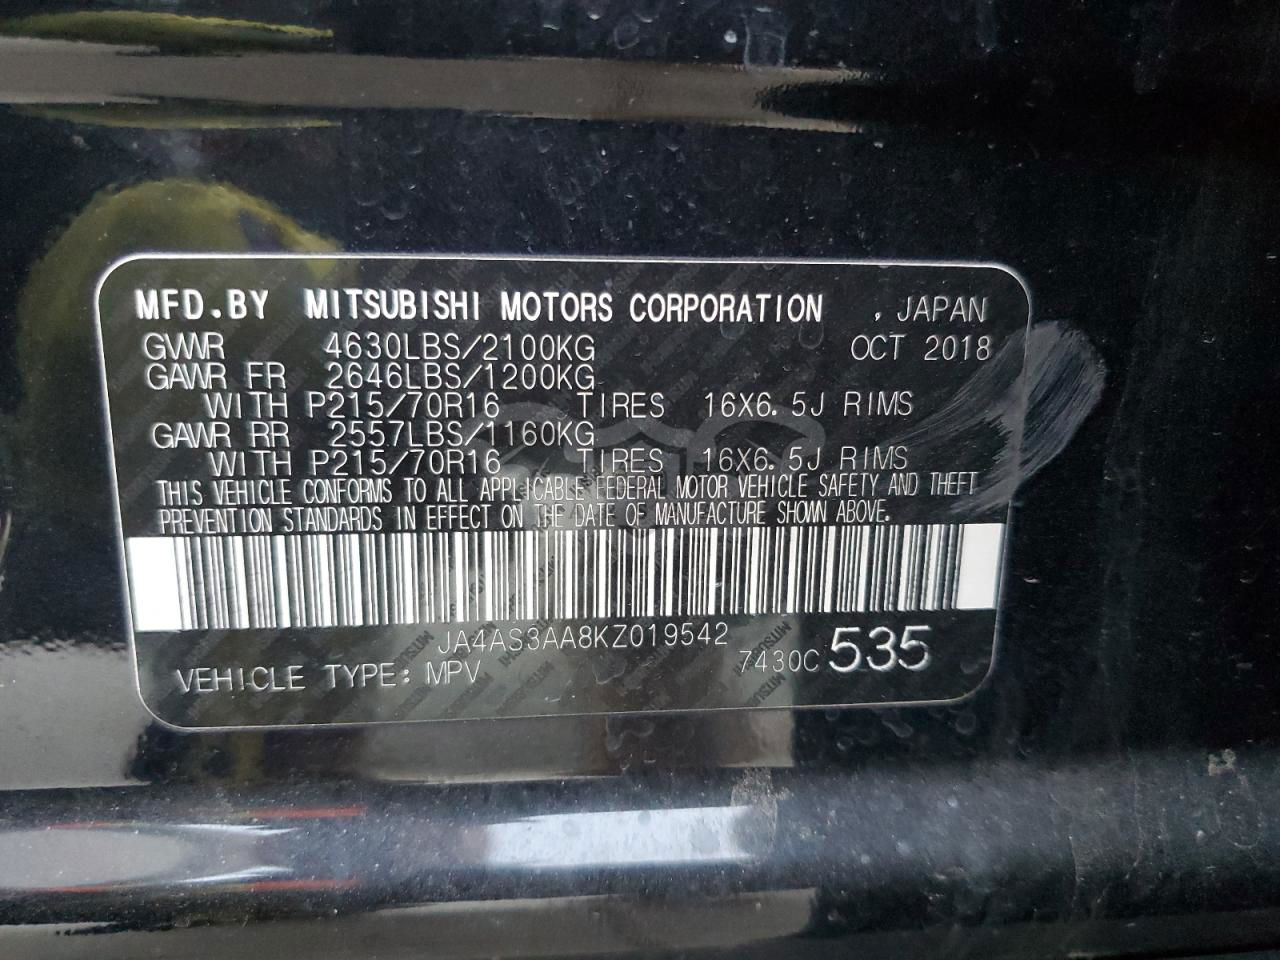 MFD.BY MITSUBISHI MOTORS CORPORATION , JAPAN
GVWR 4630LBS/2100KG OCT 2018
GAWR FR 2646LBS/1200KG
WITH P215/70R16 TIRES 16X6.5J RIMS
GAWR RR 2557LBS/1160KG
WITH P215/70R16 TIRES 16X6.5J RIMS
THIS VEHICLE CONFORMS TO ALL APPLICABLE FEDERAL MOTOR VEHICLE SAFETY AND THEFT
PREVENTION STANDARDS IN EFFECT ON THE DATE OF MANUFACTURE SHOWN ABOVE.
JA4AS3AA8KZ019542
VEHICLE TYPE: MPV 7430C 535